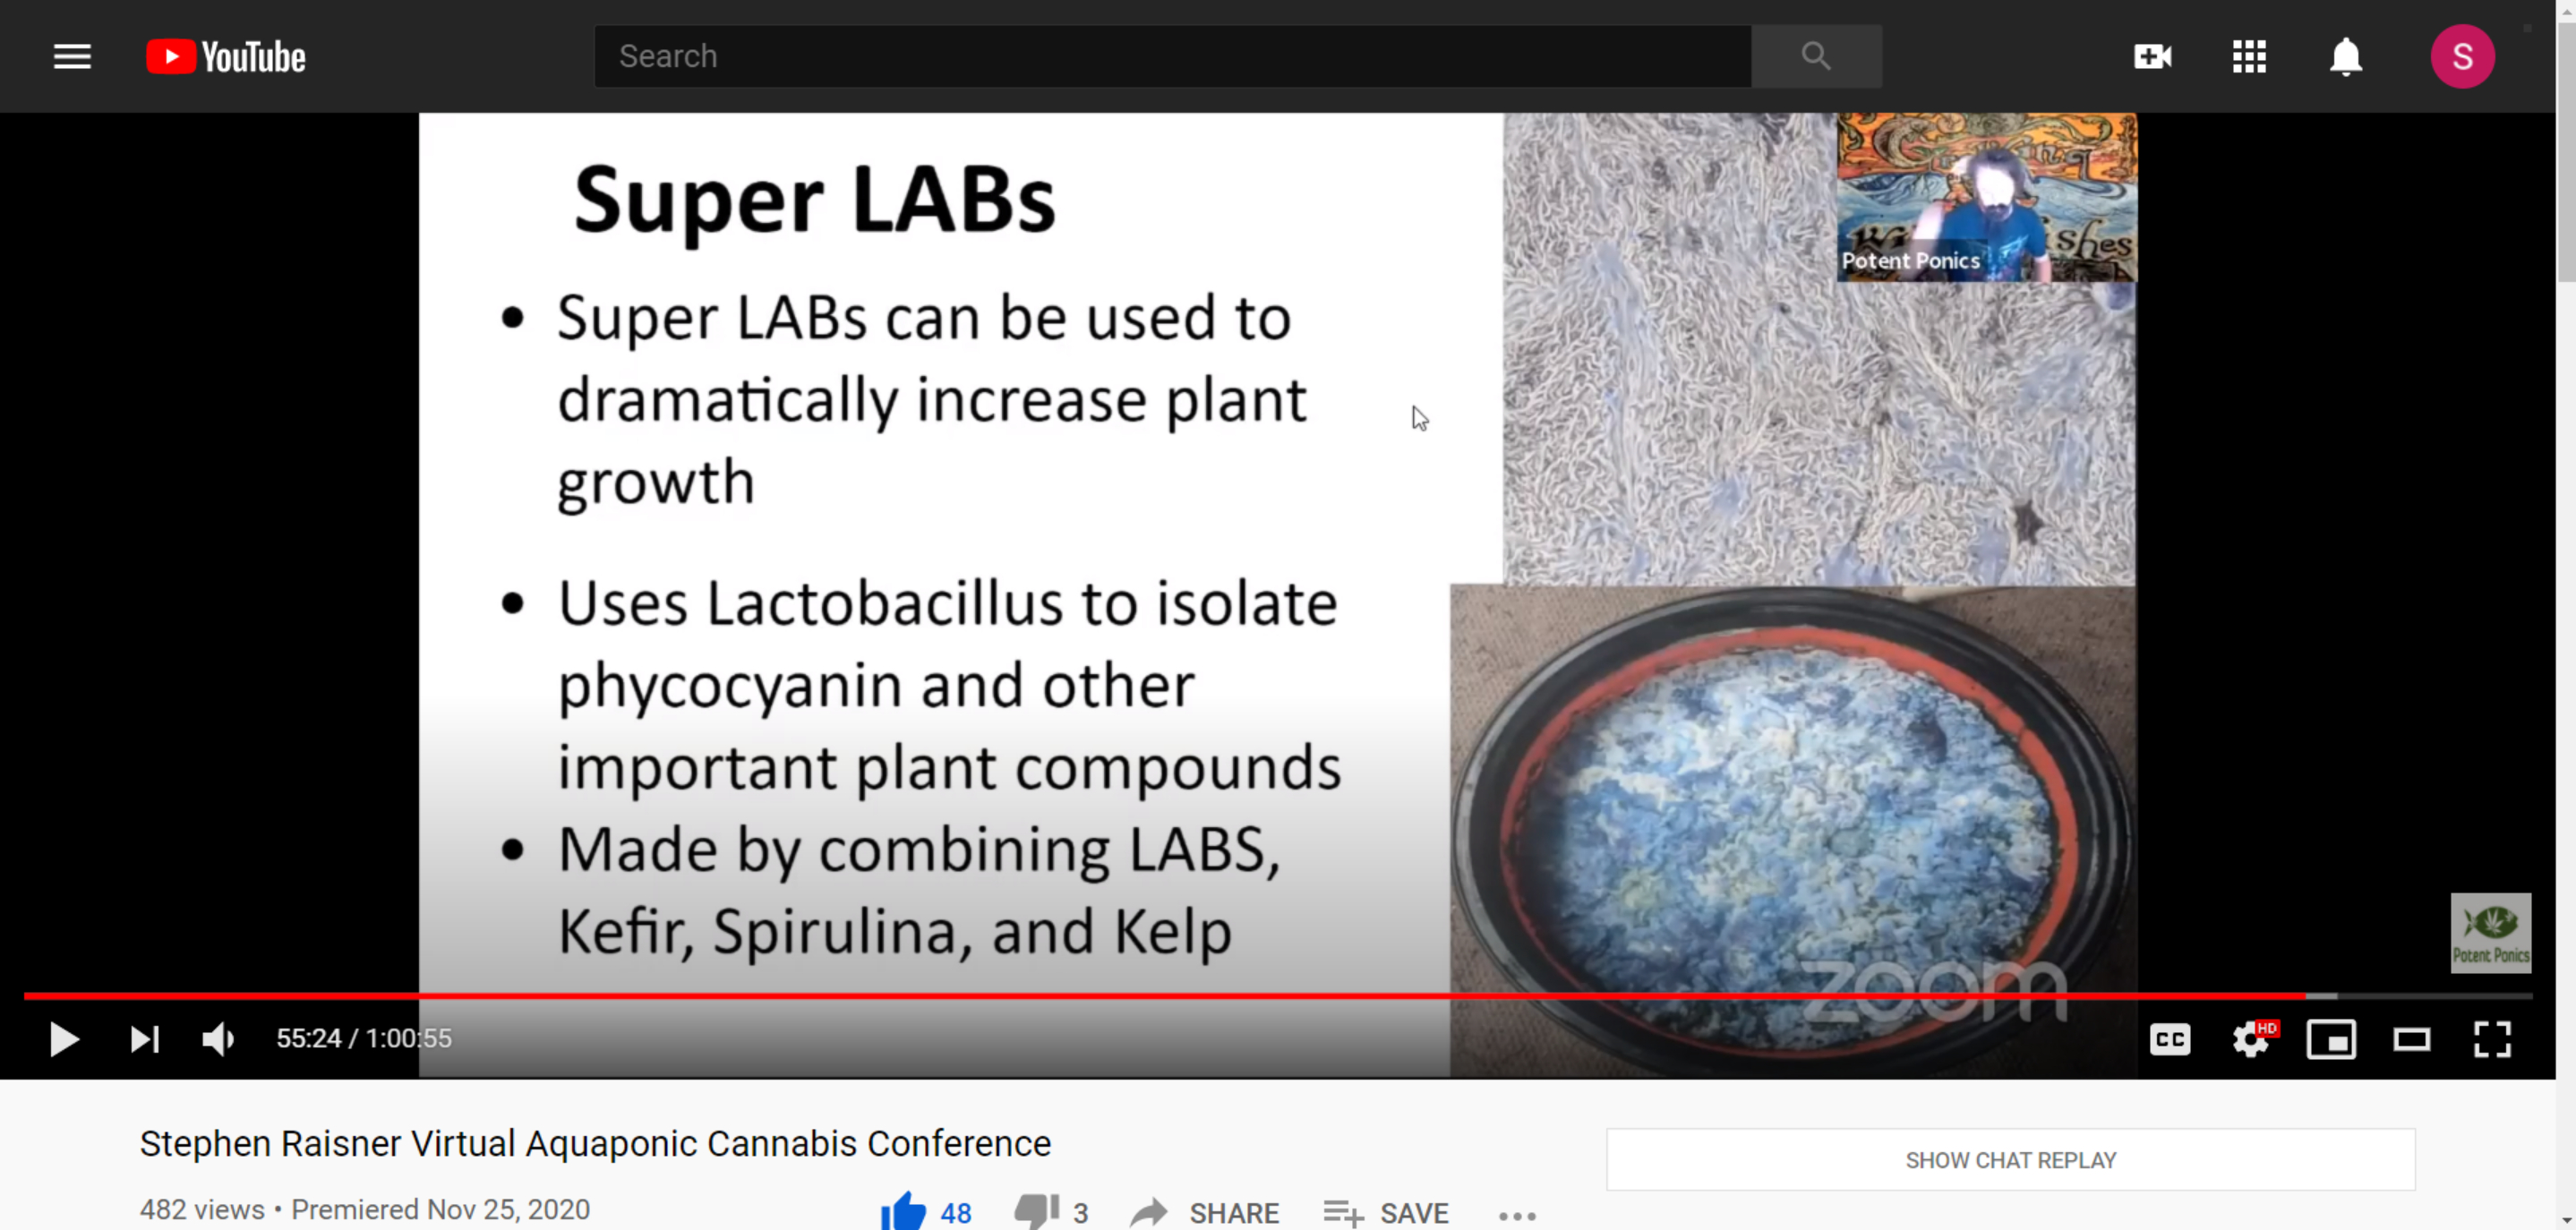 YouTube
Search
S
Super LABs
• Super LABs can be used to
dramatically increase plant
growth
• Uses Lactobacillus to isolate
phycocyanin and other
important plant compounds
• Made by combining LABS,
Kefir, Spirulina, and Kelp
Growing
shes
Potent Ponics
Potent Ponics
zoom
55:24 / 1:00:55
CC
HD
Stephen Raisner Virtual Aquaponic Cannabis Conference
SHOW CHAT REPLAY
482 views • Premiered Nov 25, 2020
48
3
SHARE
SAVE